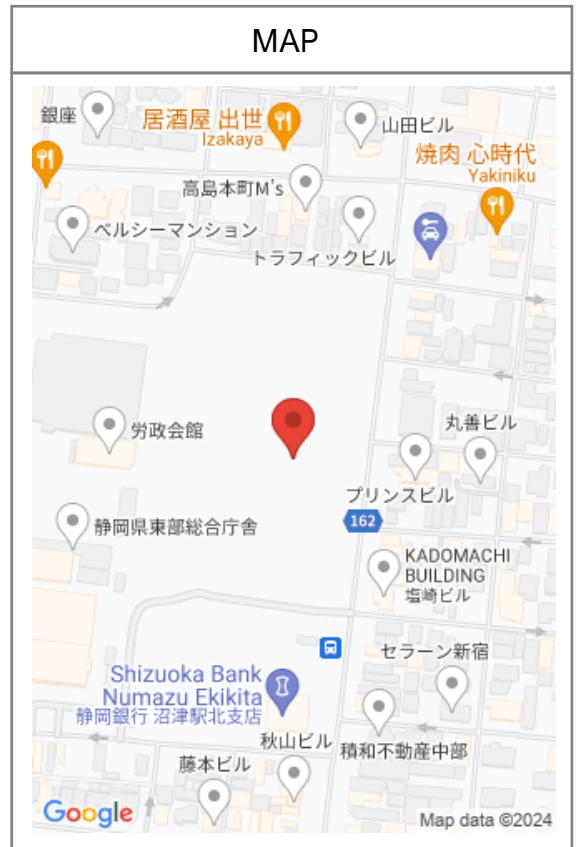 MAP
銀座
居酒屋 出世
Izakaya
山田ビル
焼肉 心時代
Yakiniku
高島本町M's
ベルシーマンション
トラフィックビル
労政会館
丸善ビル
プリンスビル
162
静岡県東部総合庁舎
KADOMACHI
BUILDING
塩崎ビル
セラーン新宿
Shizuoka Bank
Numazu Ekikita
静岡銀行 沼津駅北支店
秋山ビル
積和不動産中部
藤本ビル
Google
Map data ©2024